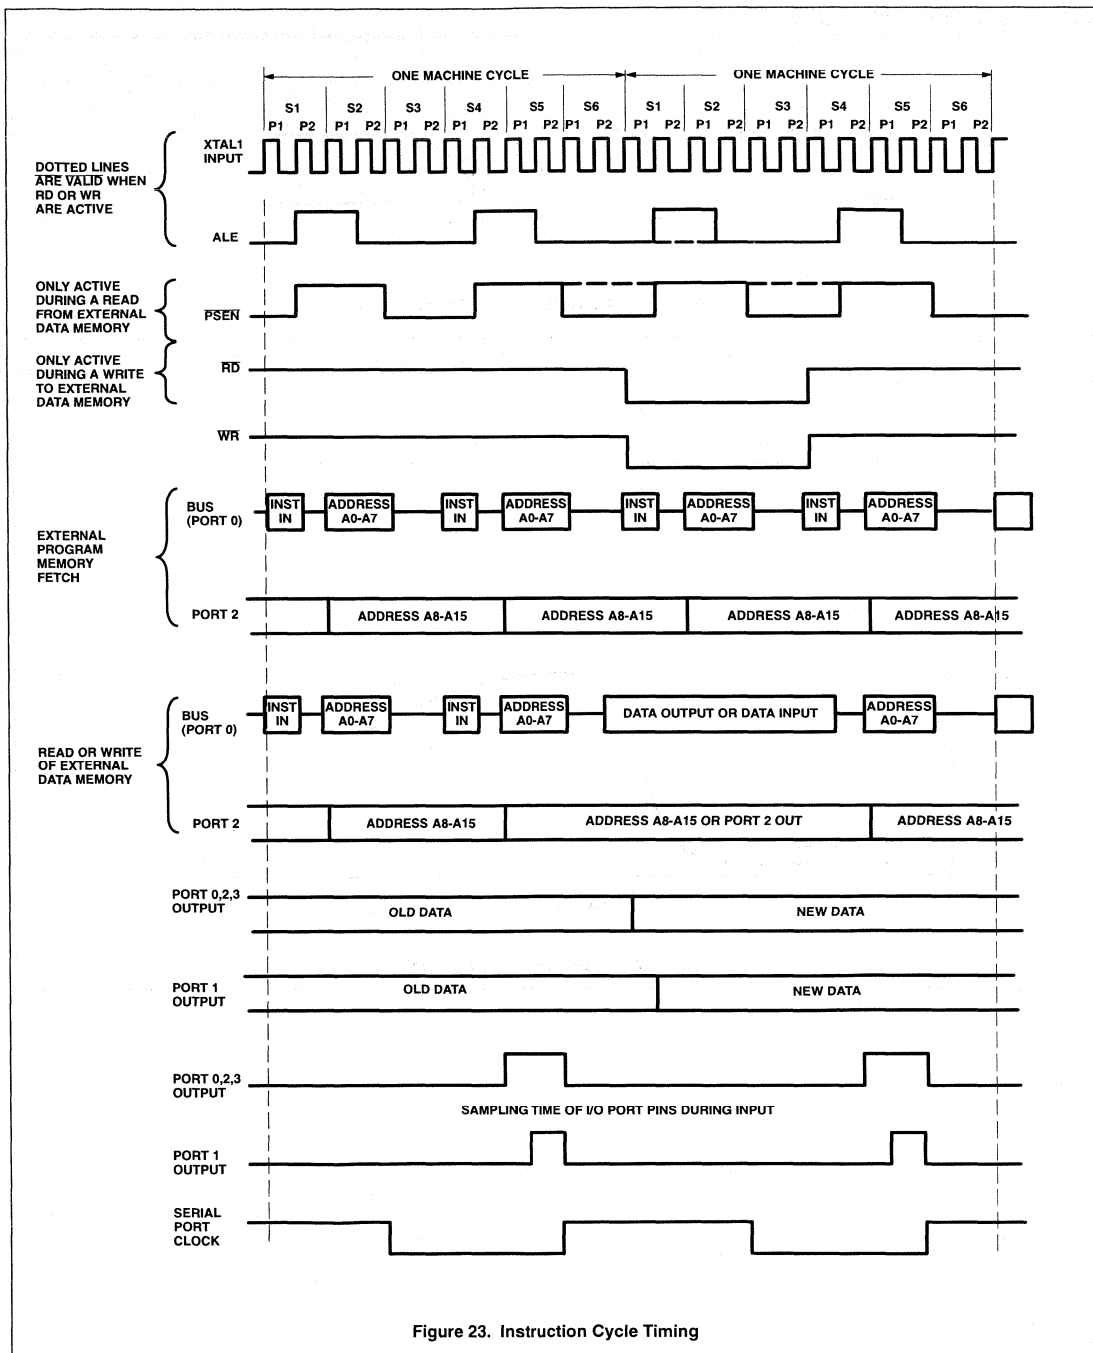 ONE MACHINE CYCLE ONE MACHINE CYCLE
S1 S2 S3 S4 S5 S6 S1 S2 S3 S4 S5 S6
P1 P2 P1 P2 P1 P2 P1 P2 P1 P2 P1 P2 P1 P2 P1 P2 P1 P2 P1 P2 P1 P2 P1 P2
XTAL1
INPUT
DOTTED LINES
ARE VALID WHEN
RD OR WR
ARE ACTIVE
ALE
ONLY ACTIVE
DURING A READ
FROM EXTERNAL
DATA MEMORY
PSEN
ONLY ACTIVE
DURING A WRITE
TO EXTERNAL
DATA MEMORY
RD
WR
EXTERNAL
PROGRAM
MEMORY
FETCH
BUS
(PORT 0)
INST IN
ADDRESS A0-A7
INST IN
ADDRESS A0-A7
INST IN
ADDRESS A0-A7
INST IN
ADDRESS A0-A7
PORT 2
ADDRESS A8-A15 ADDRESS A8-A15 ADDRESS A8-A15 ADDRESS A8-A15
READ OR WRITE
OF EXTERNAL
DATA MEMORY
BUS
(PORT 0)
INST IN
ADDRESS A0-A7
INST IN
ADDRESS A0-A7
DATA OUTPUT OR DATA INPUT
ADDRESS A0-A7
PORT 2
ADDRESS A8-A15 ADDRESS A8-A15 OR PORT 2 OUT ADDRESS A8-A15
PORT 0,2,3
OUTPUT
OLD DATA NEW DATA
PORT 1
OUTPUT
OLD DATA NEW DATA
PORT 0,2,3
OUTPUT
SAMPLING TIME OF I/O PORT PINS DURING INPUT
PORT 1
OUTPUT
SERIAL
PORT
CLOCK
Figure 23. Instruction Cycle Timing